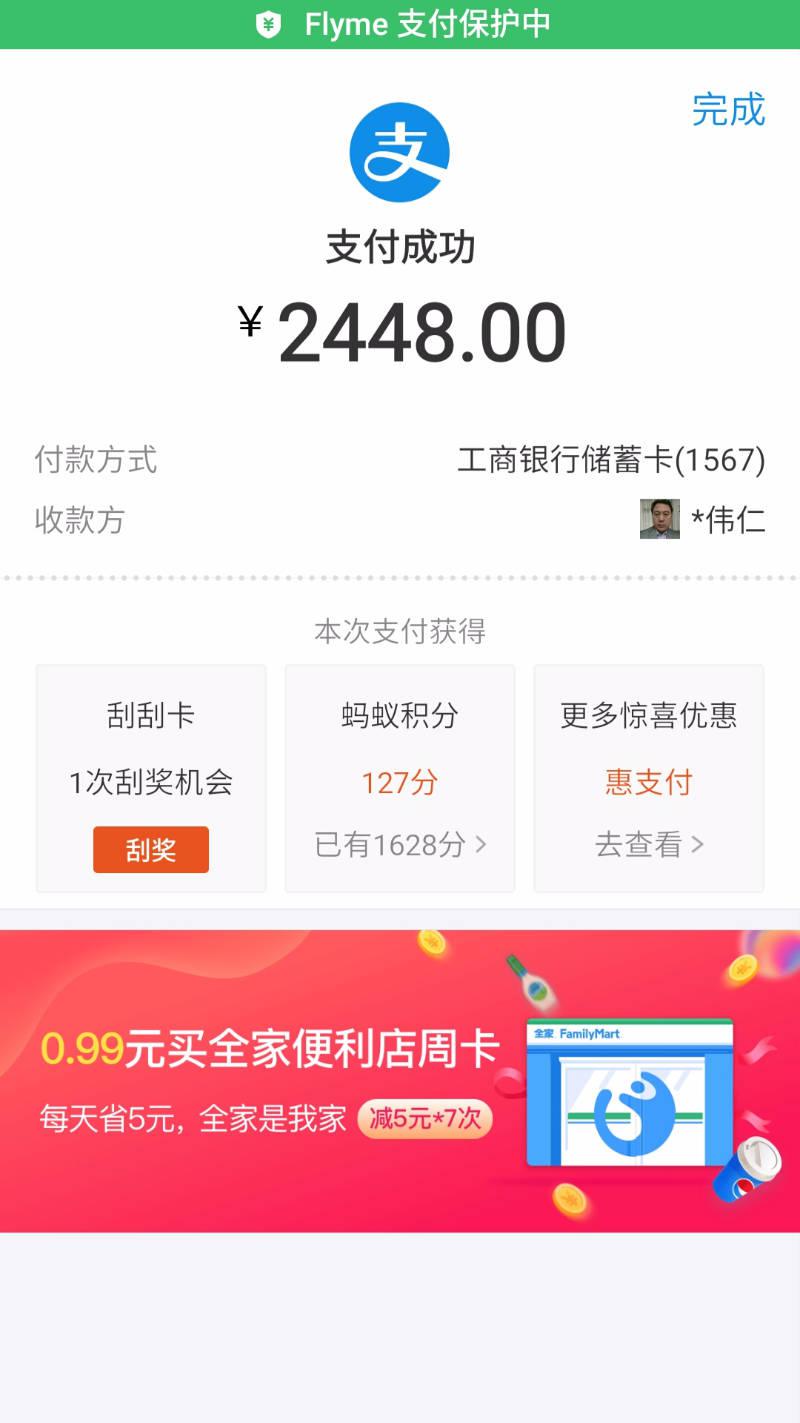 Flyme 支付保护中
完成
支付成功
¥ 2448.00
付款方式 工商银行储蓄卡(1567)
收款方 *伟仁
本次支付获得
刮刮卡 蚂蚁积分 更多惊喜优惠
1次刮奖机会 127分 惠支付
刮奖 已有1628分 > 去查看 >
0.99元买全家便利店周卡
每天省5元，全家是我家 减5元*7次
全家 FamilyMart